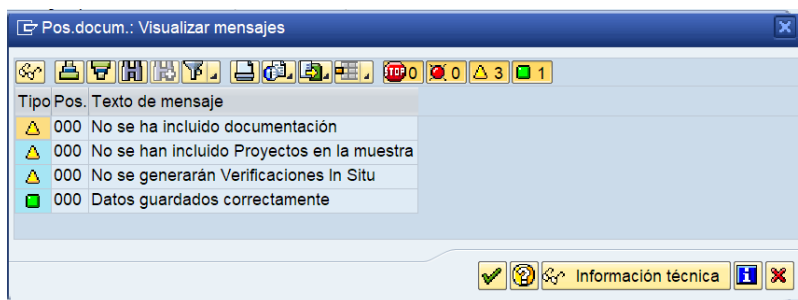 Pos.docum.: Visualizar mensajes
STOP 0 0 3 1
Tipo Pos. Texto de mensaje
000 No se ha incluido documentación
000 No se han incluido Proyectos en la muestra
000 No se generarán Verificaciones In Situ
000 Datos guardados correctamente
Información técnica